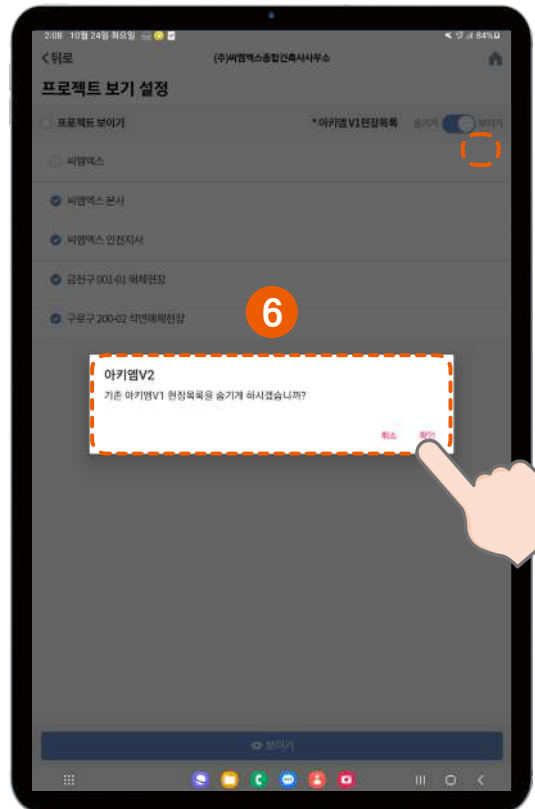 2:08 10월 24일 화요일
84%
< 뒤로
(주)씨엠엑스종합건축사사무소
프로젝트 보기 설정
프로젝트 보이기
* 아키엠 V1현장목록
숨기기
보이기
씨엠엑스
씨엠엑스 본사
씨엠엑스 인천지사
금천구 001-01 해체현장
구로구 200-02 석면해체현장
6
아키엠V2
기존 아키엠V1 현장목록을 숨기게 하시겠습니까?
취소
확인
보이기